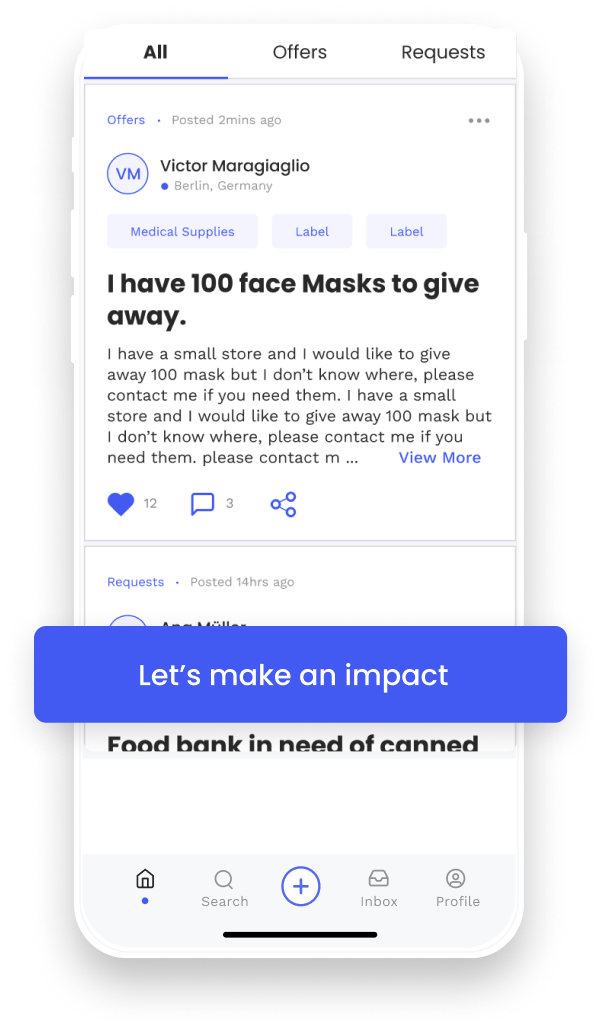 All Offers Requests
Offers • Posted 2mins ago
VM
Victor Maragiaglio
Berlin, Germany
Medical Supplies Label Label
I have 100 face Masks to give
away.
I have a small store and I would like to give
away 100 mask but I don’t know where, please
contact me if you need them. I have a small
store and I would like to give away 100 mask but
I don’t know where, please contact me if you
need them. please contact m ... View More
12 3
Requests • Posted 14hrs ago
Ana Müller
Let’s make an impact
Food bank in need of canned
Search Inbox Profile